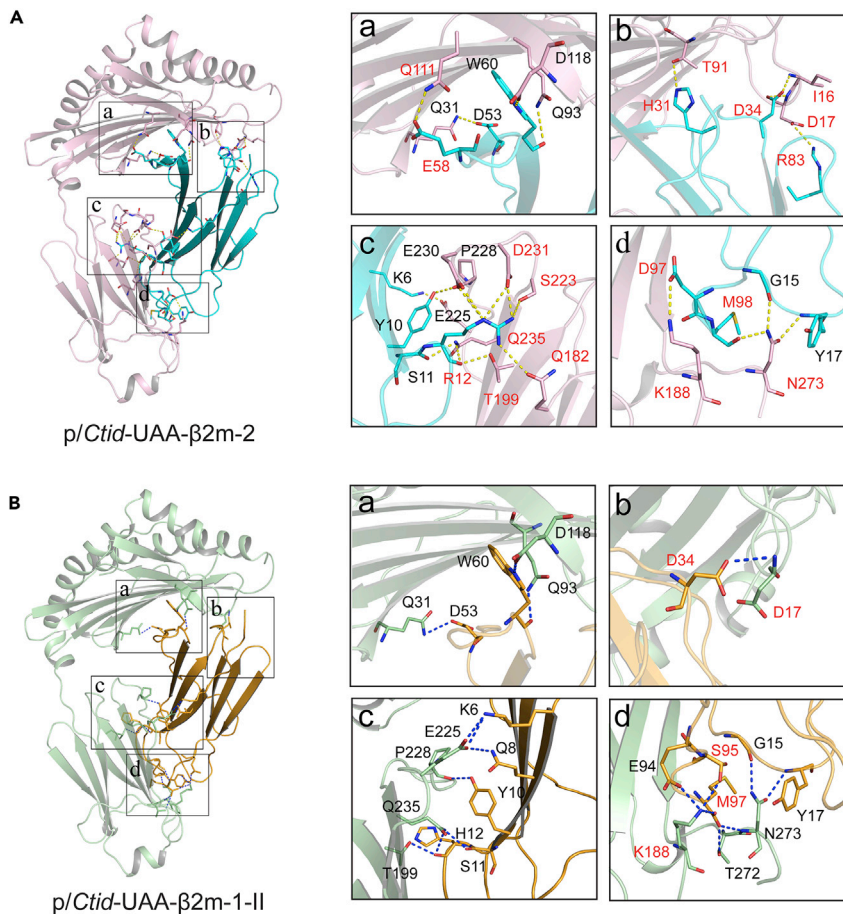 A
a
b
c
d
p/Ctid-UAA-β2m-2
a
Q111
W60
D118
Q31
D53
Q93
E58
b
T91
H31
D34
I16
D17
R83
c
E230
P228
D231
K6
S223
Y10
E225
Q235
S11
R12
Q182
T199
d
D97
G15
M98
Y17
K188
N273
B
a
b
c
d
p/Ctid-UAA-β2m-1-II
a
D118
W60
Q93
Q31
D53
b
D34
D17
c
K6
E225
P228
Q8
Y10
Q235
H12
T199
S11
d
G15
S95
E94
M97
Y17
K188
N273
T272